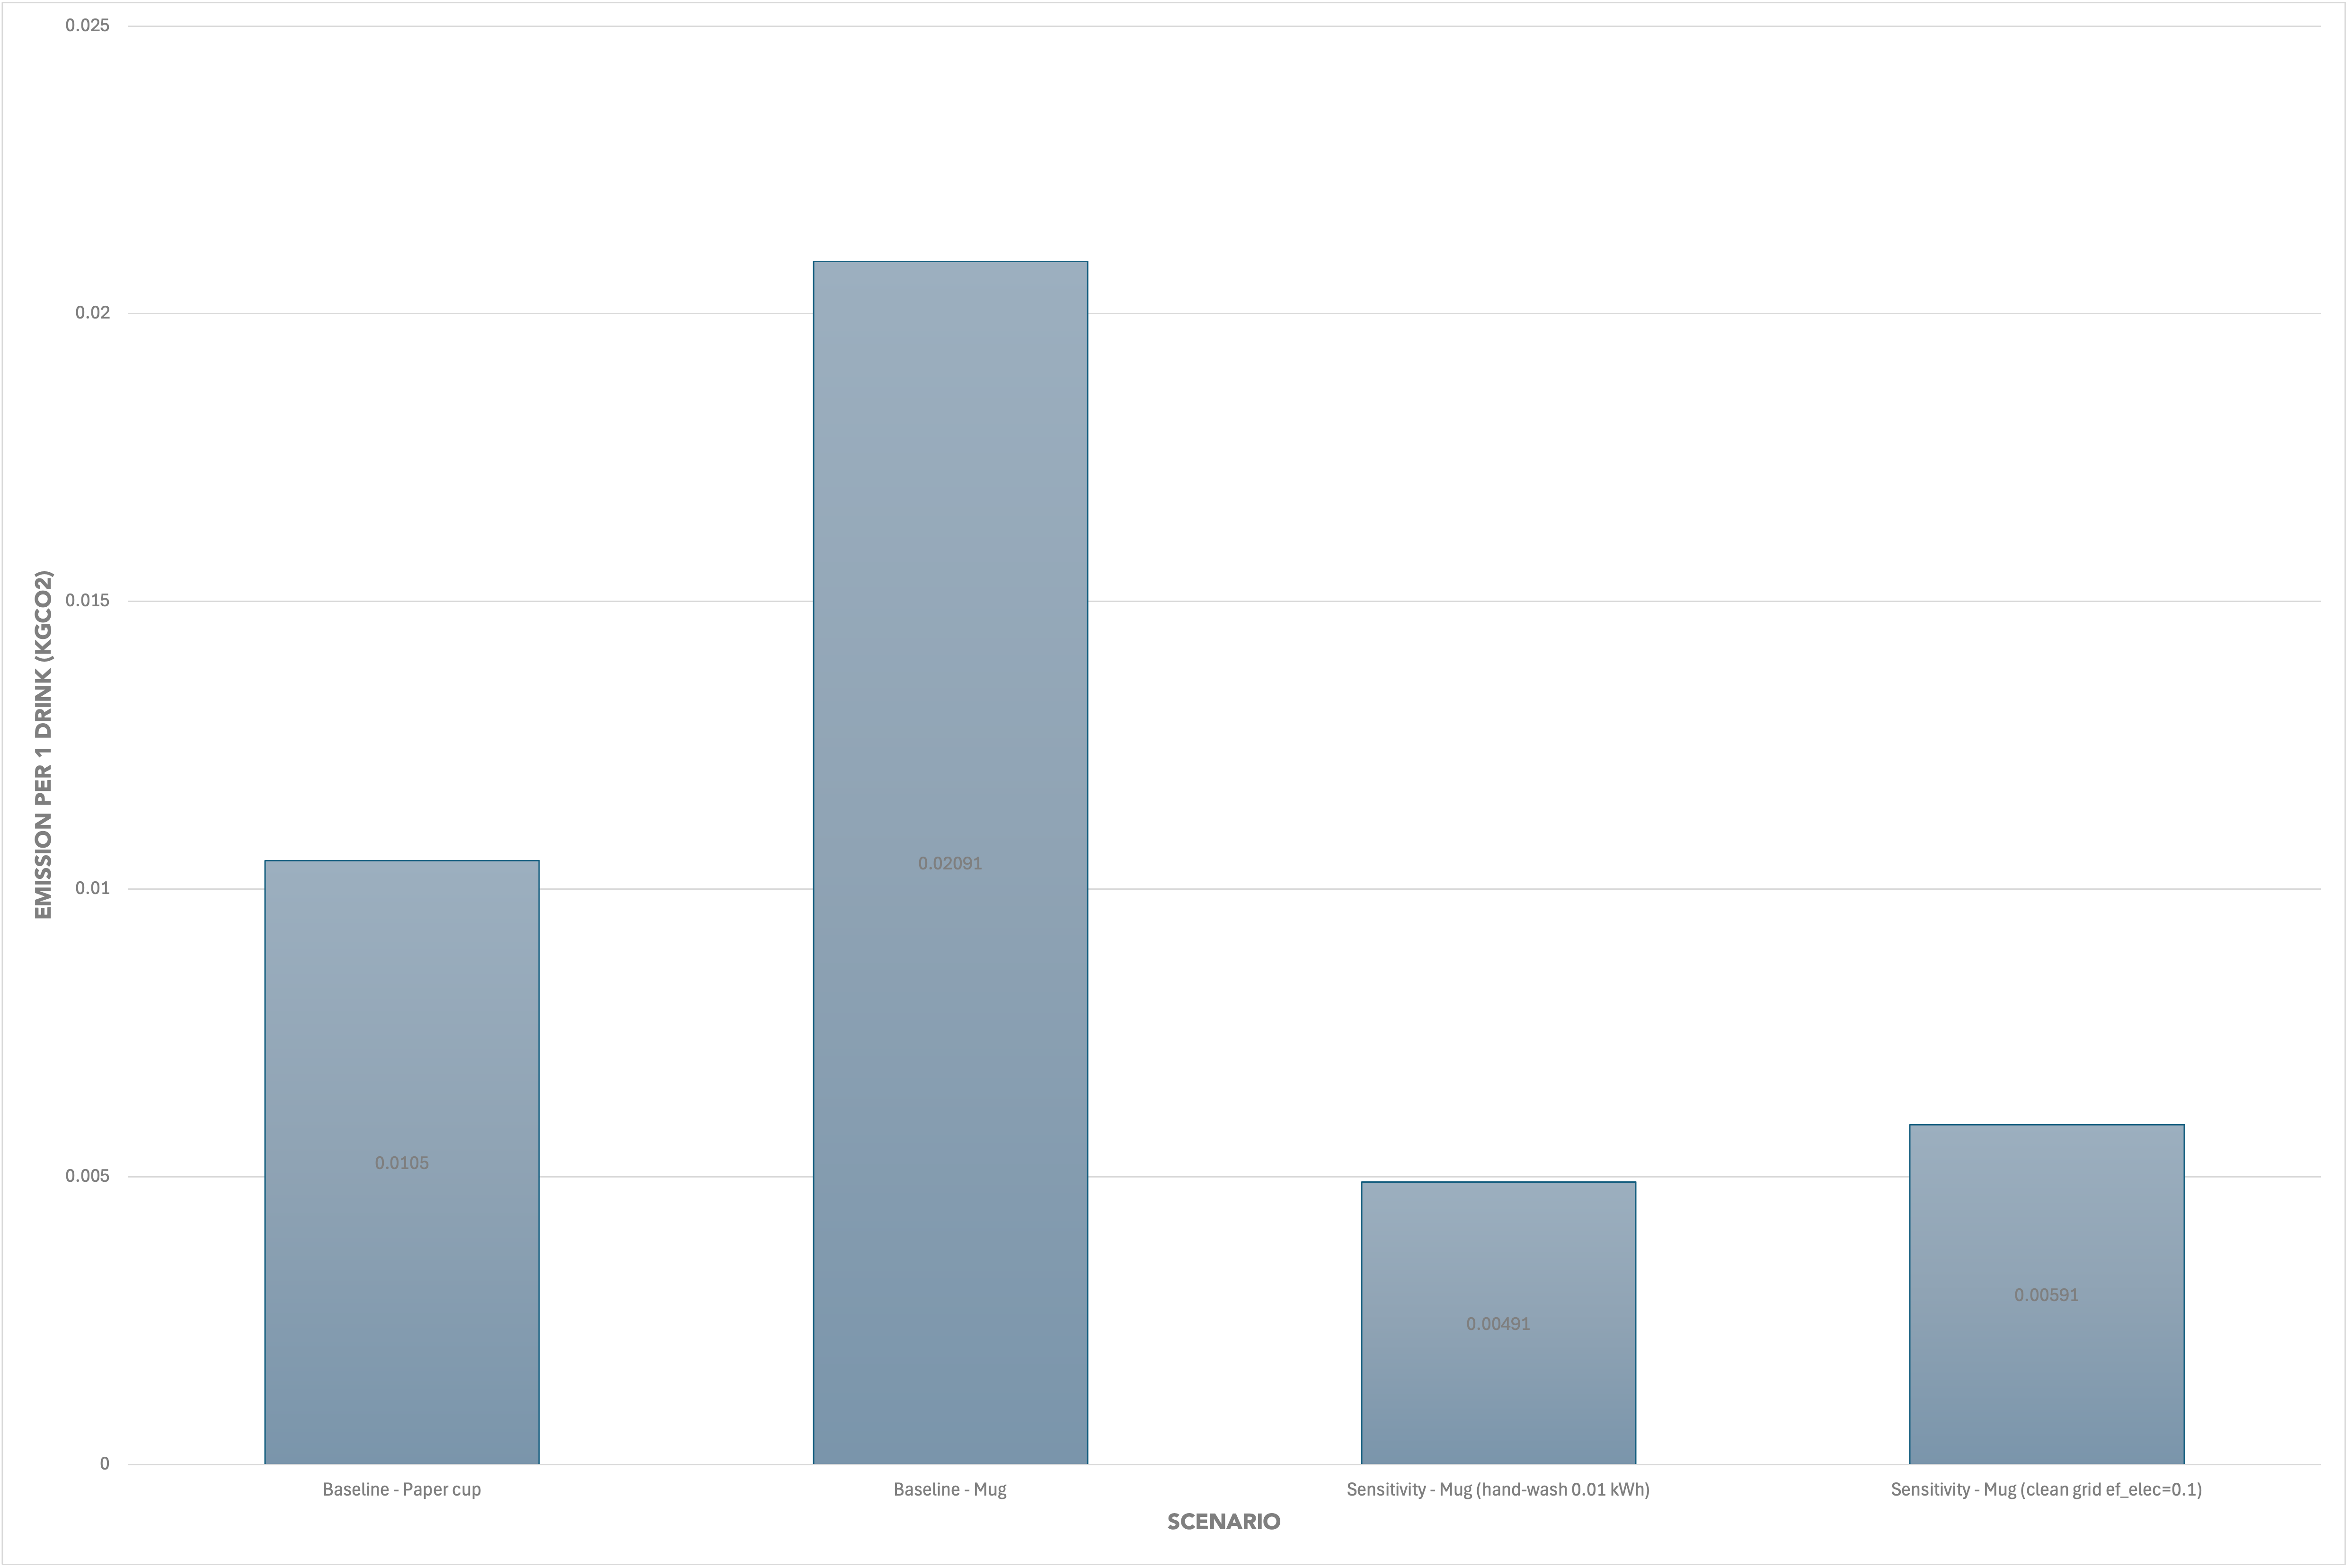 0.025
0.02
0.015
0.01
0.005
0
EMISSION PER 1 DRINK (KGCO2)
0.0105
0.02091
0.00491
0.00591
Baseline - Paper cup
Baseline - Mug
Sensitivity - Mug (hand-wash 0.01 kWh)
Sensitivity - Mug (clean grid ef_elec=0.1)
SCENARIO